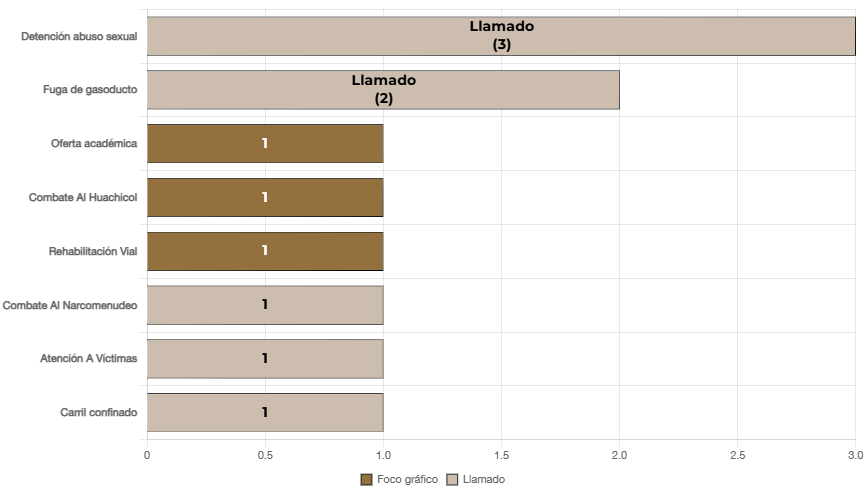 Detención abuso sexual
Llamado
(3)
Fuga de gasoducto
Llamado
(2)
Oferta académica
1
Combate Al Huachicol
1
Rehabilitación Vial
1
Combate Al Narcomenudeo
1
Atención A Víctimas
1
Carril confinado
1
0 0.5 1.0 1.5 2.0 2.5 3.0
Foco gráfico Llamado